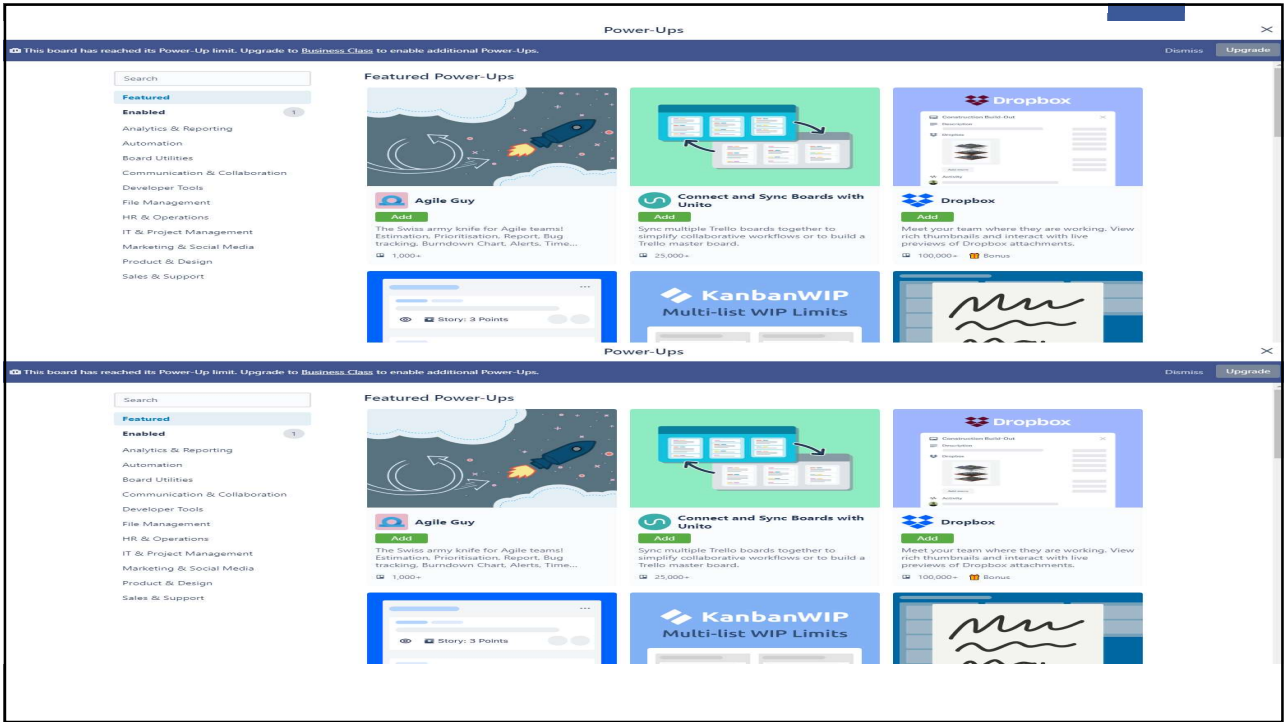 Power-Ups
This board has reached its Power-Up limit. Upgrade to Business Class to enable additional Power-Ups.
Dismiss
Upgrade
Search
Featured
Enabled 1
Analytics & Reporting
Automation
Board Utilities
Communication & Collaboration
Developer Tools
File Management
HR & Operations
IT & Project Management
Marketing & Social Media
Product & Design
Sales & Support
Featured Power-Ups
Agile Guy
Add
The Swiss army knife for Agile teams!
Estimation, Prioritisation, Report, Bug
tracking, Burndown Chart, Alerts, Time...
1,000+
Connect and Sync Boards with
Unito
Add
Sync multiple Trello boards together to
simplify collaborative workflows or to build a
Trello master board.
25,000+
Dropbox
Construction Build-Out
Description
Dropbox
Activity
Dropbox
Add
Meet your team where they are working. View
rich thumbnails and interact with live
previews of Dropbox attachments.
100,000+ Bonus
Story: 3 Points
KanbanWIP
Multi-list WIP Limits
Power-Ups
This board has reached its Power-Up limit. Upgrade to Business Class to enable additional Power-Ups.
Dismiss
Upgrade
Search
Featured
Enabled 1
Analytics & Reporting
Automation
Board Utilities
Communication & Collaboration
Developer Tools
File Management
HR & Operations
IT & Project Management
Marketing & Social Media
Product & Design
Sales & Support
Featured Power-Ups
Agile Guy
Add
The Swiss army knife for Agile teams!
Estimation, Prioritisation, Report, Bug
tracking, Burndown Chart, Alerts, Time...
1,000+
Connect and Sync Boards with
Unito
Add
Sync multiple Trello boards together to
simplify collaborative workflows or to build a
Trello master board.
25,000+
Dropbox
Construction Build-Out
Description
Dropbox
Activity
Dropbox
Add
Meet your team where they are working. View
rich thumbnails and interact with live
previews of Dropbox attachments.
100,000+ Bonus
Story: 3 Points
KanbanWIP
Multi-list WIP Limits